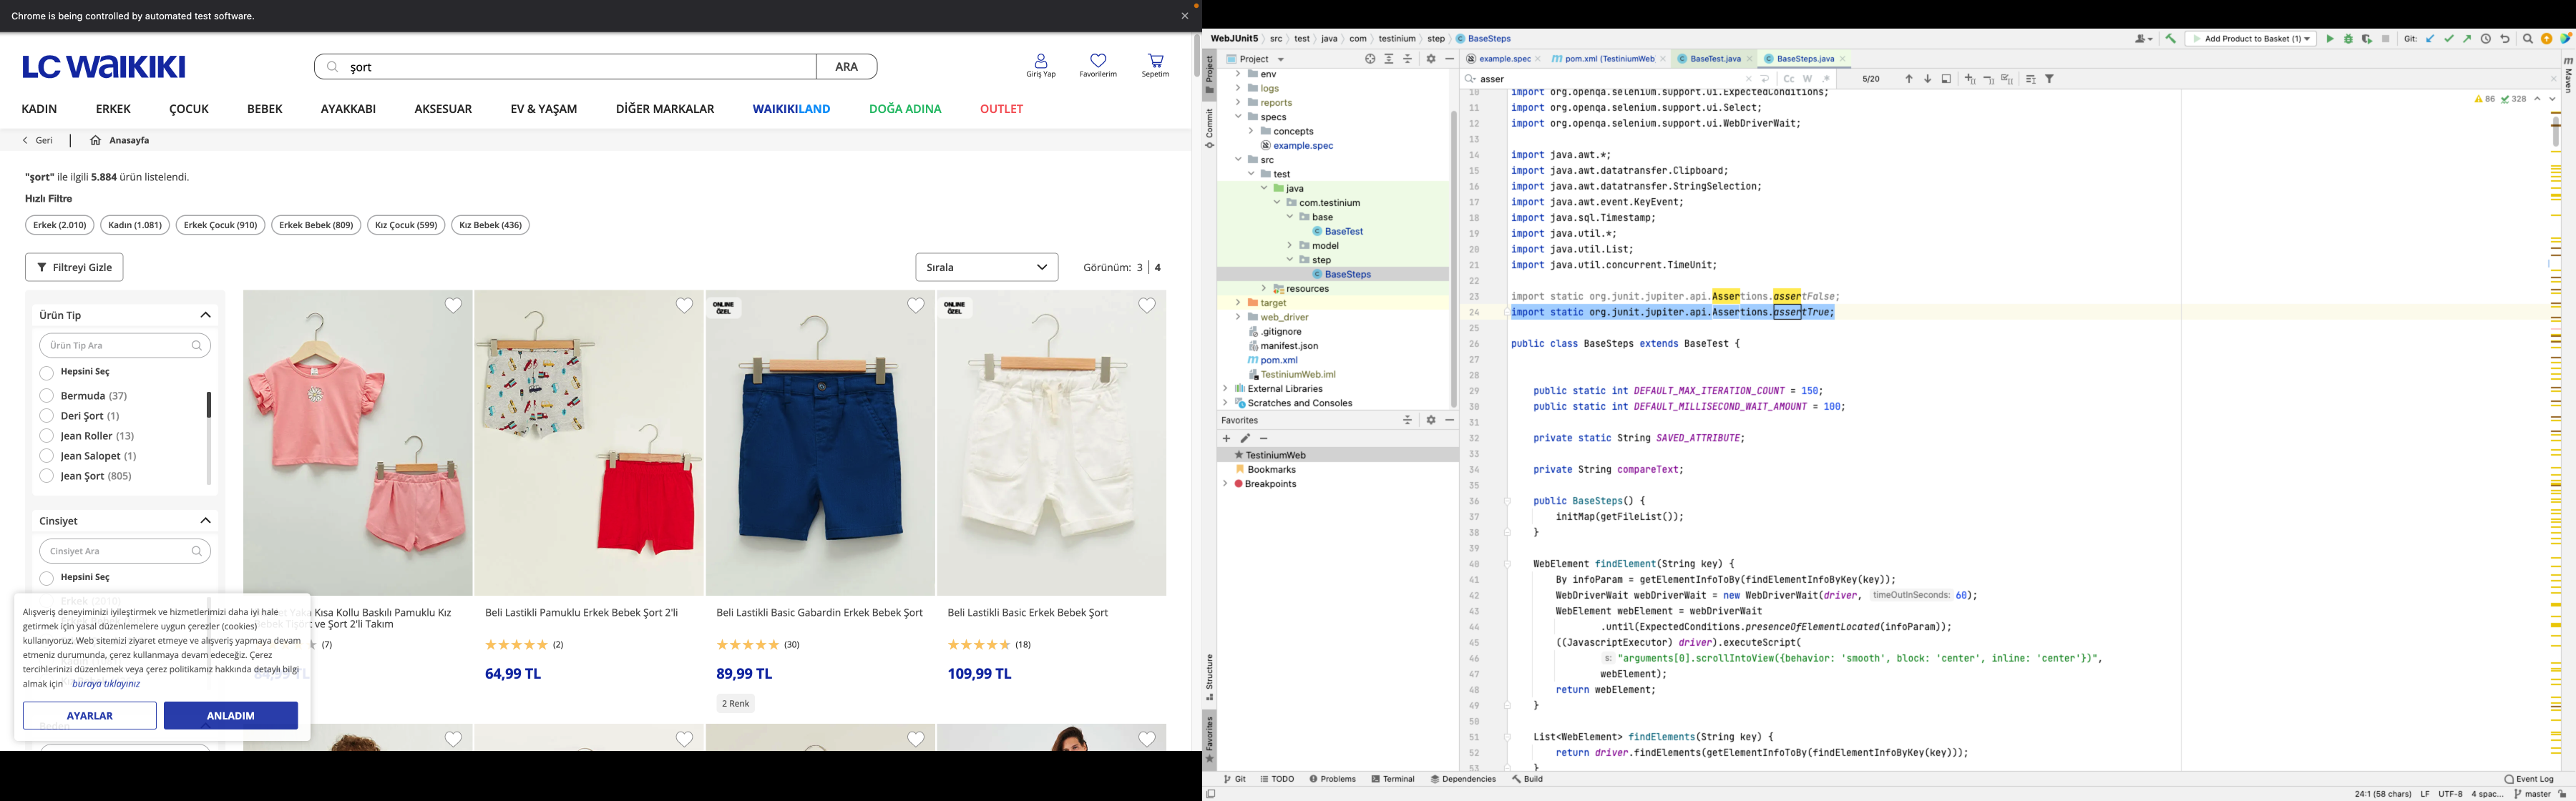 Chrome is being controlled by automated test software.
LC WAIKIKI
şort
ARA
Giriş Yap
Favorilerim
Sepetim
KADIN ERKEK ÇOCUK BEBEK AYAKKABI AKSESUAR EV & YAŞAM DİĞER MARKALAR WAIKIKILAND DOĞA ADINA OUTLET
Geri | Anasayfa
"şort" ile ilgili 5.884 ürün listelendi.
Hızlı Filtre
Erkek (2.010) Kadın (1.081) Erkek Çocuk (910) Erkek Bebek (809) Kız Çocuk (599) Kız Bebek (436)
Filtreyi Gizle
Sırala
Görünüm: 3 | 4
Ürün Tip
Ürün Tip Ara
Hepsini Seç
Bermuda (37)
Deri Şort (1)
Jean Roller (13)
Jean Salopet (1)
Jean Şort (805)
Cinsiyet
Cinsiyet Ara
Hepsini Seç
ONLINE ÖZEL
ONLINE ÖZEL
Kısa Kollu Baskılı Pamuklu Kız
ve Şort 2'li Takım
(7)
Beli Lastikli Pamuklu Erkek Bebek Şort 2'li
(2)
64,99 TL
Beli Lastikli Basic Gabardin Erkek Bebek Şort
(30)
89,99 TL
2 Renk
Beli Lastikli Basic Erkek Bebek Şort
(18)
109,99 TL
Alışveriş deneyiminizi iyileştirmek ve hizmetlerimizi daha iyi hale
getirmek için yasal düzenlemelere uygun çerezler (cookies)
kullanıyoruz. Web sitemizi ziyaret etmeye ve alışveriş yapmaya devam
etmeniz durumunda, çerez kullanmaya devam edeceğiz. Çerez
tercihlerinizi düzenlemek veya çerez politikamız hakkında detaylı bilgi
almak için buraya tıklayınız
AYARLAR
ANLADIM
WebJUnit5 src test java com testinium step BaseSteps
Add Product to Basket (1)
Git:
Project
example.spec
pom.xml (TestiniumWeb
BaseTest.java
BaseSteps.java
asser
Cc W .*
5/20
86 328
Project
Commit
Structure
Favorites
Maven
env
logs
reports
specs
concepts
example.spec
src
test
java
com.testinium
base
BaseTest
model
step
BaseSteps
resources
target
web_driver
.gitignore
manifest.json
pom.xml
TestiniumWeb.iml
External Libraries
Scratches and Consoles
Favorites
TestiniumWeb
Bookmarks
Breakpoints
10 import org.openqa.selenium.support.ui.ExpectedConditions;
11 import org.openqa.selenium.support.ui.Select;
12 import org.openqa.selenium.support.ui.WebDriverWait;
13
14 import java.awt.*;
15 import java.awt.datatransfer.Clipboard;
16 import java.awt.datatransfer.StringSelection;
17 import java.awt.event.KeyEvent;
18 import java.sql.Timestamp;
19 import java.util.*;
20 import java.util.List;
21 import java.util.concurrent.TimeUnit;
22
23 import static org.junit.jupiter.api.Assertions.assertFalse;
24 import static org.junit.jupiter.api.Assertions.assertTrue;
25
26 public class BaseSteps extends BaseTest {
27
28
29 public static int DEFAULT_MAX_ITERATION_COUNT = 150;
30 public static int DEFAULT_MILLISECOND_WAIT_AMOUNT = 100;
31
32 private static String SAVED_ATTRIBUTE;
33
34 private String compareText;
35
36 public BaseSteps() {
37 initMap(getFileList());
38 }
39
40 WebElement findElement(String key) {
41 By infoParam = getElementInfoToBy(findElementInfoByKey(key));
42 WebDriverWait webDriverWait = new WebDriverWait(driver, timeOutInSeconds: 60);
43 WebElement webElement = webDriverWait
44 .until(ExpectedConditions.presenceOfElementLocated(infoParam));
45 ((JavascriptExecutor) driver).executeScript(
46 s: "arguments[0].scrollIntoView({behavior: 'smooth', block: 'center', inline: 'center'})",
47 webElement);
48 return webElement;
49 }
50
51 List<WebElement> findElements(String key) {
52 return driver.findElements(getElementInfoToBy(findElementInfoByKey(key)));
53 }
Git TODO Problems Terminal Dependencies Build
Event Log
24:1 (58 chars) LF UTF-8 4 spac... master